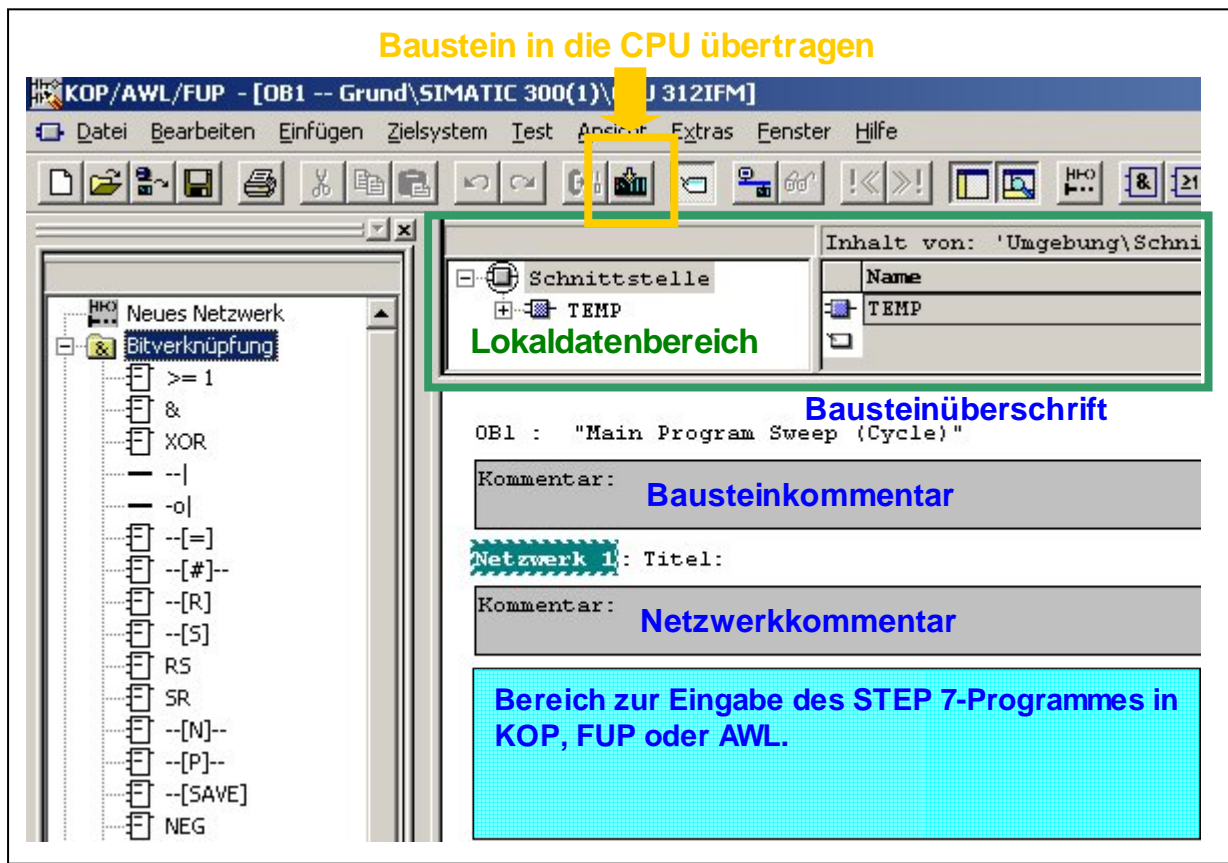 Baustein in die CPU übertragen
KOP/AWL/FUP - [OB1 -- Grund\SIMATIC 300(1)\ 312IFM]
Datei Bearbeiten Einfügen Zielsystem Test Ansicht Extras Fenster Hilfe
Neues Netzwerk
Bitverknüpfung
>= 1
&
XOR
--|
-o|
--[=]
--[#]--
--[R]
--[S]
RS
SR
--[N]--
--[P]--
--[SAVE]
NEG
Schnittstelle
TEMP
Lokaldatenbereich
Inhalt von: 'Umgebung\Schni
Name
TEMP
Bausteinüberschrift
OB1 : "Main Program Sweep (Cycle)"
Kommentar:
Bausteinkommentar
Netzwerk 1: Titel:
Kommentar:
Netzwerkkommentar
Bereich zur Eingabe des STEP 7-Programmes in
KOP, FUP oder AWL.